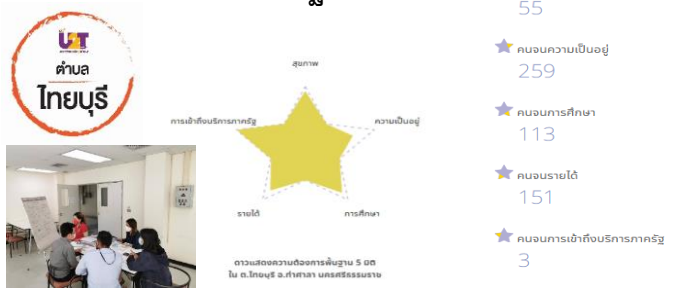 U2T
ตำบล
ไทยบุรี
สุขภาพ
การเข้าถึงบริการภาครัฐ
ความเป็นอยู่
รายได้
การศึกษา
ดาวแสดงความต้องการพื้นฐาน 5 มิติ
ใน ต.ไทยบุรี อ.ท่าศาลา นครศรีธรรมราช
55
คนจนความเป็นอยู่
259
คนจนการศึกษา
113
คนจนรายได้
151
คนจนการเข้าถึงบริการภาครัฐ
3